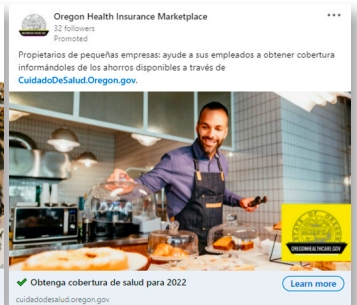 Oregon Health Insurance Marketplace
32 followers
Promoted
Propietarios de pequeñas empresas: ayude a sus empleados a obtener cobertura
informándoles de los ahorros disponibles a través de
CuidadoDeSalud.Oregon.gov.
OREGONHEALTHCARE.GOV
Obtenga cobertura de salud para 2022
Learn more
cuidadodesalud.oregon.gov